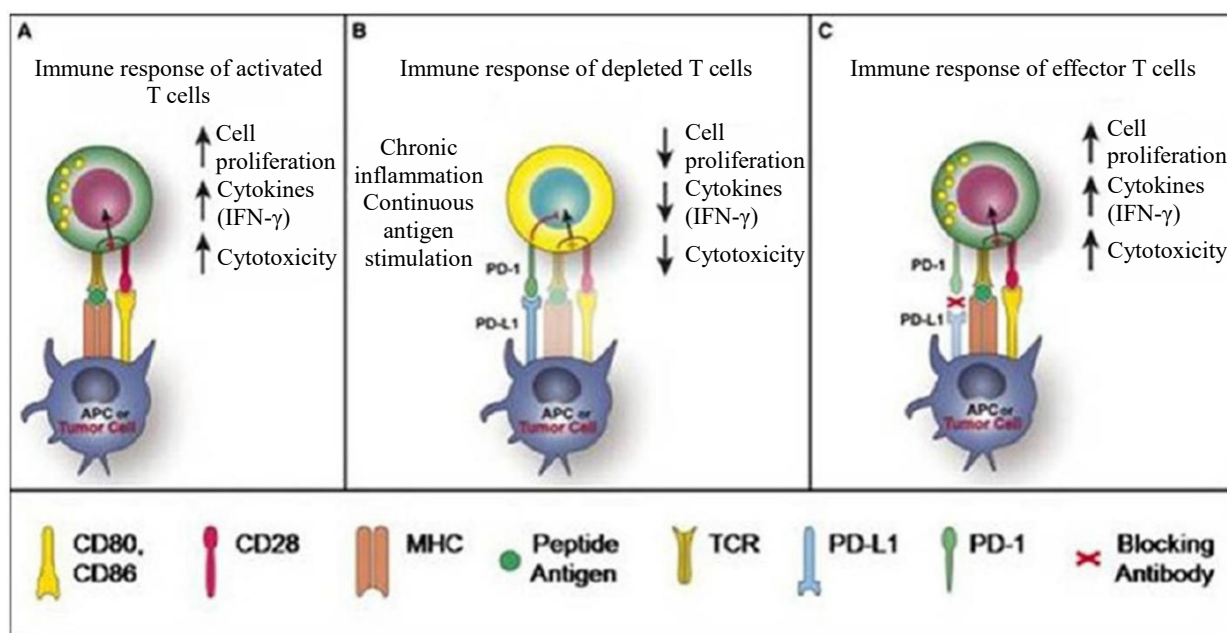 A
Immune response of activated
T cells
Cell
proliferation
Cytokines
(IFN-γ)
Cytotoxicity
APC or
Tumor Cell
B
Immune response of depleted T cells
Chronic
inflammation
Continuous
antigen
stimulation
Cell
proliferation
Cytokines
(IFN-γ)
Cytotoxicity
PD-1
PD-L1
APC or
Tumor Cell
C
Immune response of effector T cells
Cell
proliferation
Cytokines
(IFN-γ)
Cytotoxicity
PD-1
PD-L1
APC or
Tumor Cell
CD80,
CD86
CD28
MHC
Peptide
Antigen
TCR
PD-L1
PD-1
Blocking
Antibody